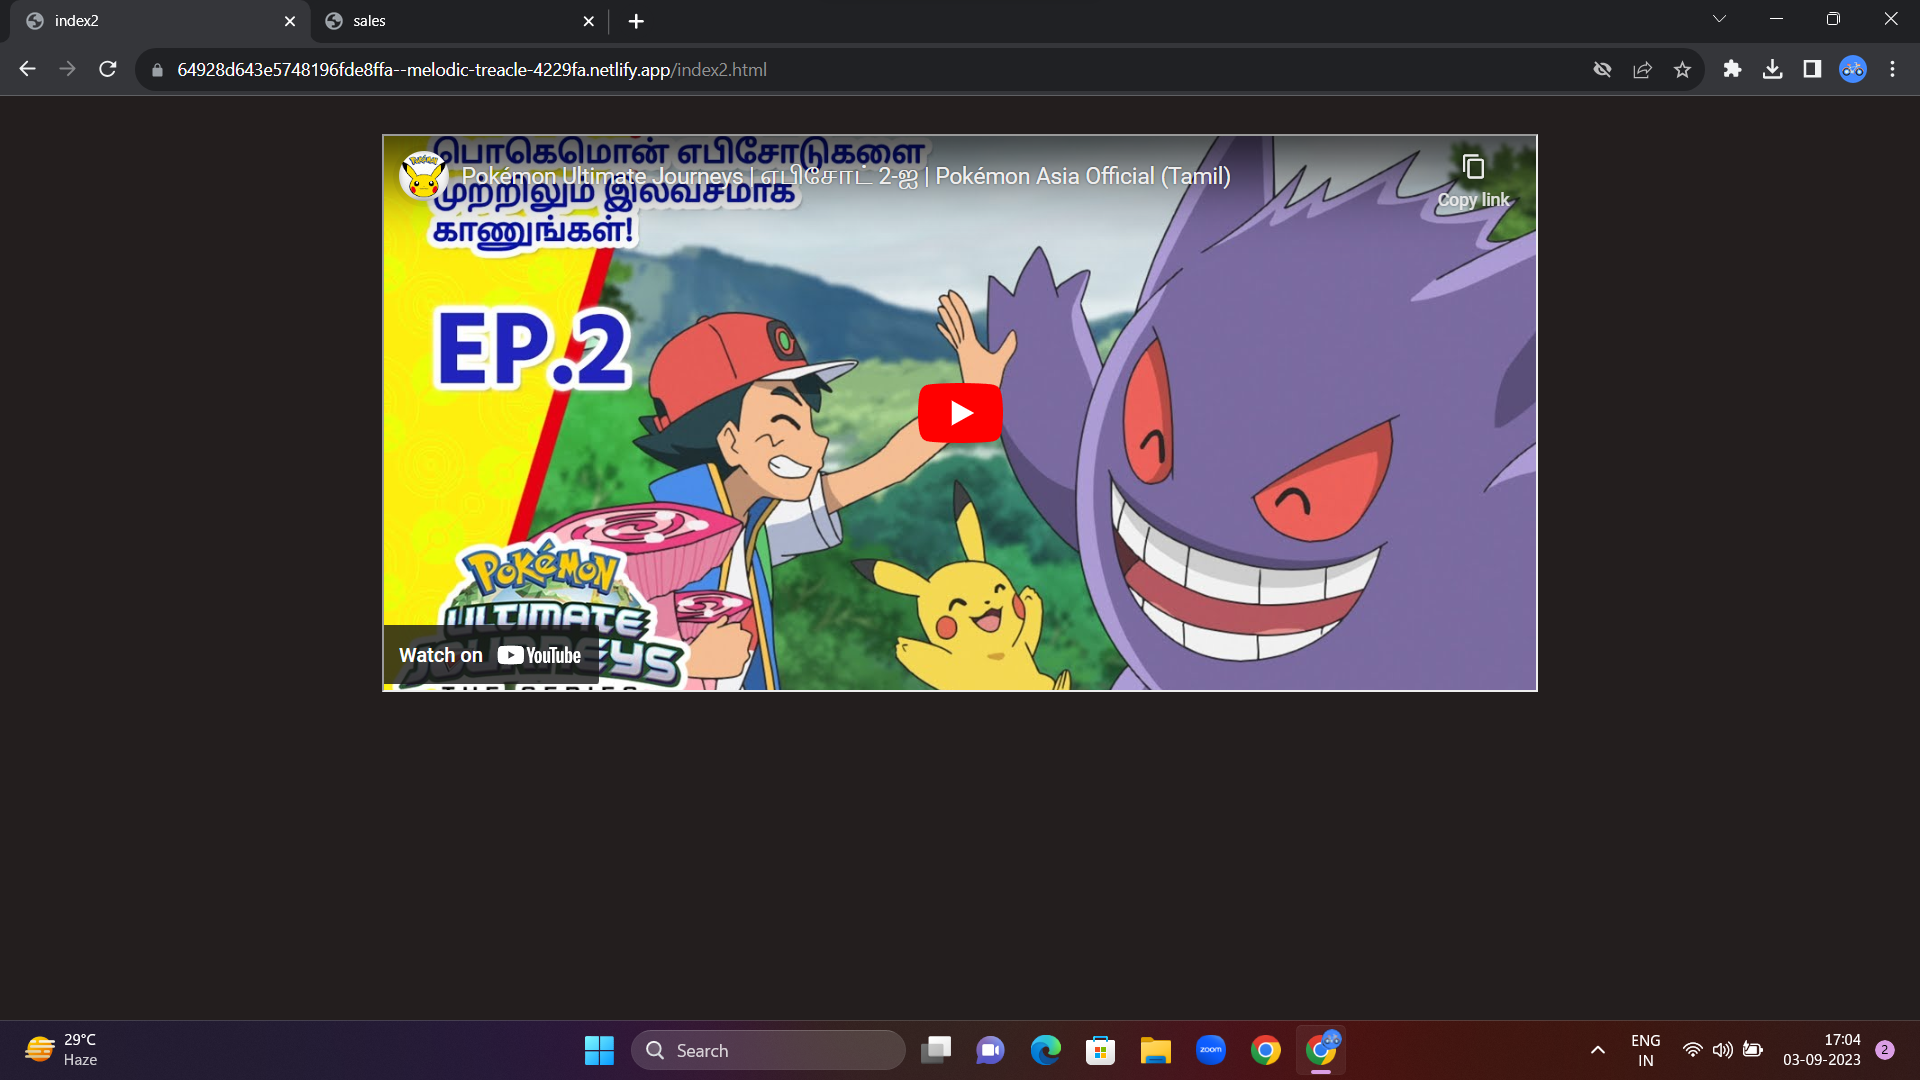 index2
sales
64928d643e5748196fde8ffa--melodic-treacle-4229fa.netlify.app/index2.html
பொகெமொன் எபிசோடுகளை
Pokémon Ultimate Journeys | எபிசோட் 2-ஐ | Pokémon Asia Official (Tamil)
முற்றிலும் இலவசமாக
காணுங்கள்!
Copy link
EP.2
POKéMON
ULTIMATE
JOURNEYS
THE SERIES
Watch on YouTube
29°C
Haze
Search
zoom
ENG
IN
17:04
03-09-2023
2